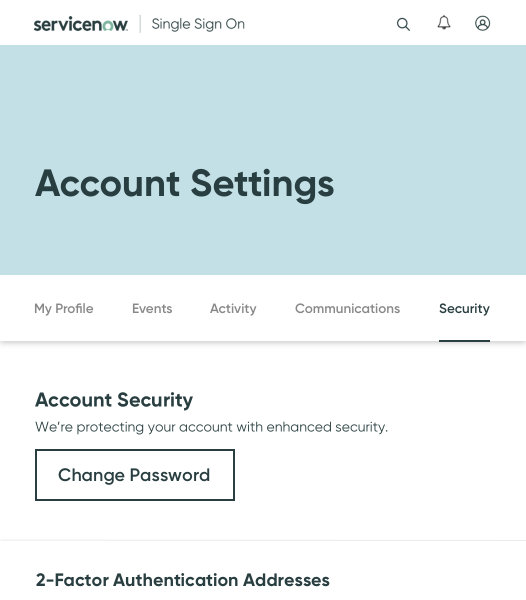 servicenow. Single Sign On
Account Settings
My Profile Events Activity Communications Security
Account Security
We’re protecting your account with enhanced security.
Change Password
2-Factor Authentication Addresses